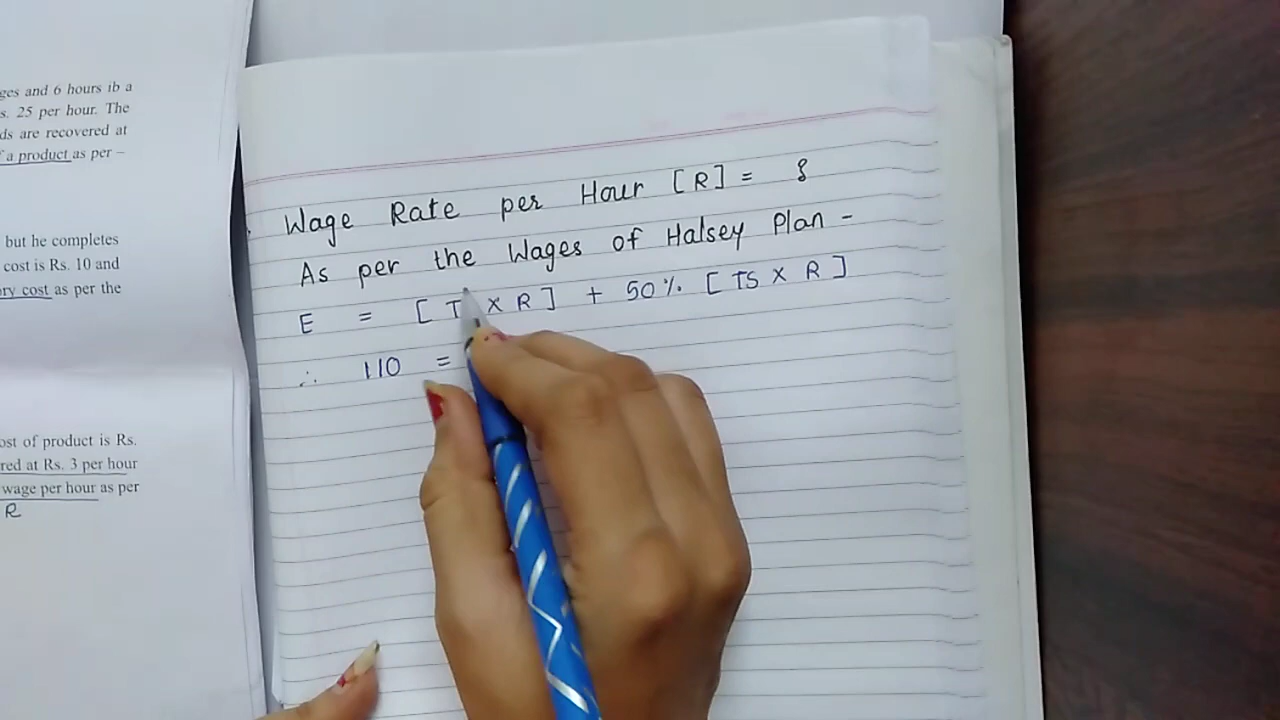 ges and 6 hours ib a
s. 25 per hour. The
ds are recovered at
f a product as per –
but he completes
cost is Rs. 10 and
ry cost as per the
ost of product is Rs.
red at Rs. 3 per hour
wage per hour as per
R
Wage Rate per Hour [R] = 8
As per the Wages of Halsey Plan -
E = [ T X R ] + 50% [ TS X R ]
∴ 110 =